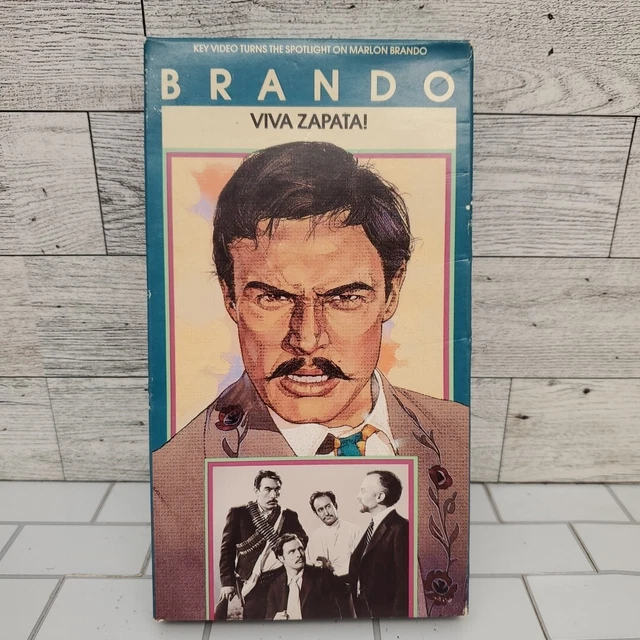 KEY VIDEO TURNS THE SPOTLIGHT ON MARLON BRANDO
BRANDO
VIVA ZAPATA!